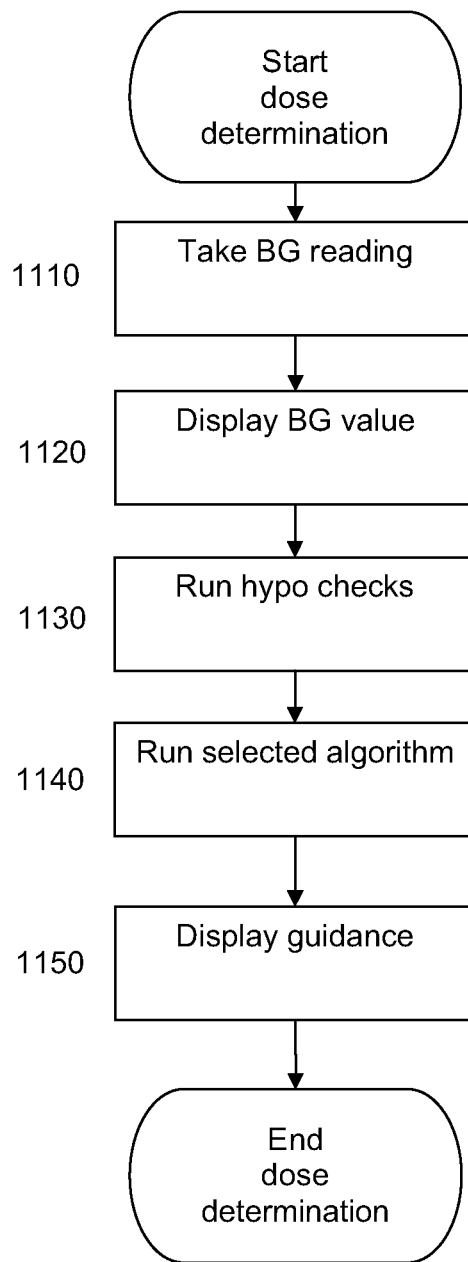 Start
dose
determination
1110
Take BG reading
1120
Display BG value
1130
Run hypo checks
1140
Run selected algorithm
1150
Display guidance
End
dose
determination